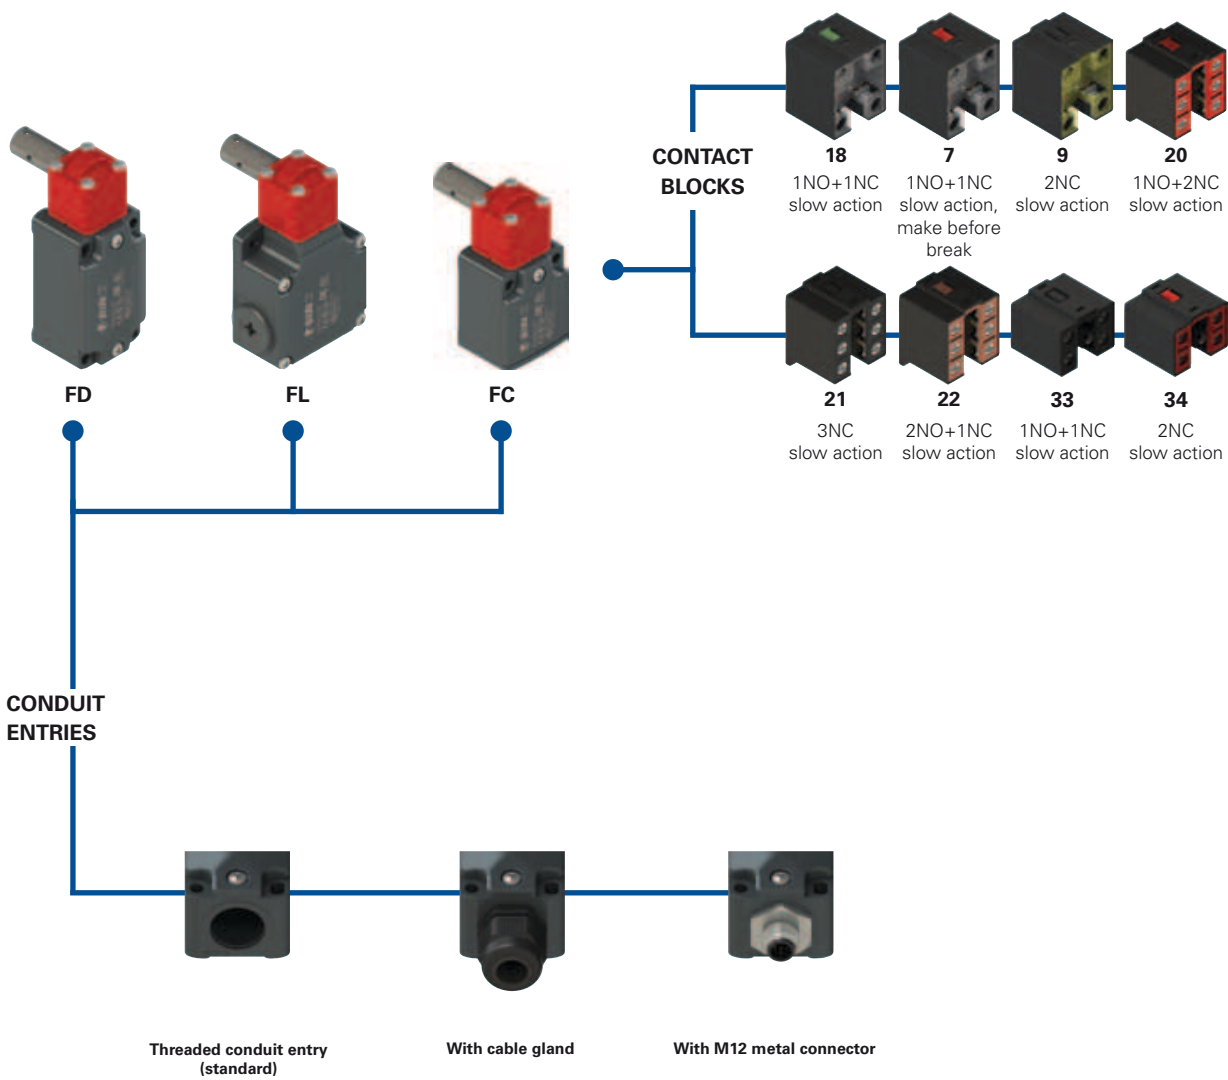 CONTACT
BLOCKS
18
1NO+1NC
slow action
7
1NO+1NC
slow action,
make before
break
9
2NC
slow action
20
1NO+2NC
slow action
21
3NC
slow action
22
2NO+1NC
slow action
33
1NO+1NC
slow action
34
2NC
slow action
FD
FL
FC
CONDUIT
ENTRIES
Threaded conduit entry
(standard)
With cable gland
With M12 metal connector